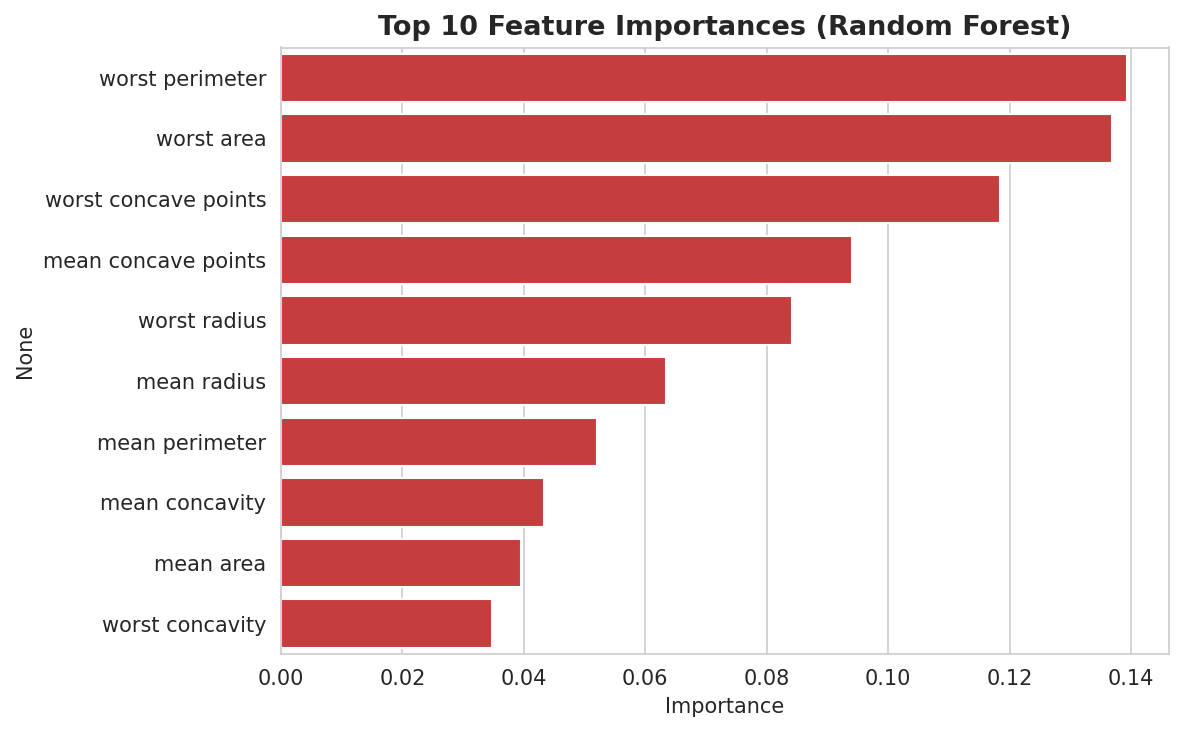 Top 10 Feature Importances (Random Forest)
worst perimeter
worst area
worst concave points
mean concave points
worst radius
mean radius
mean perimeter
mean concavity
mean area
worst concavity
None
0.00 0.02 0.04 0.06 0.08 0.10 0.12 0.14
Importance